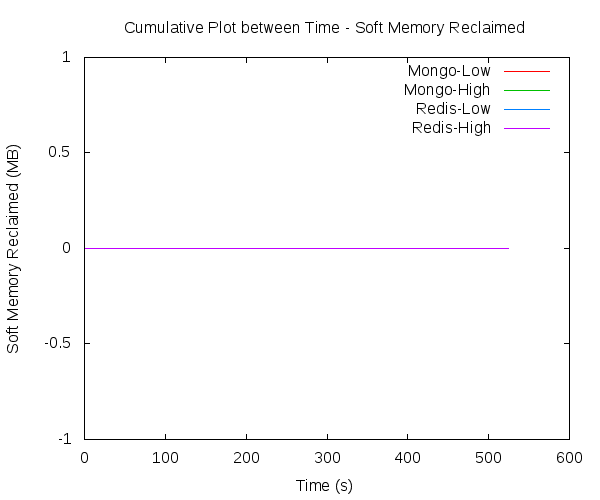 Cumulative Plot between Time - Soft Memory Reclaimed
Soft Memory Reclaimed (MB)
1
0.5
0
-0.5
-1
Mongo-Low
Mongo-High
Redis-Low
Redis-High
0 100 200 300 400 500 600
Time (s)